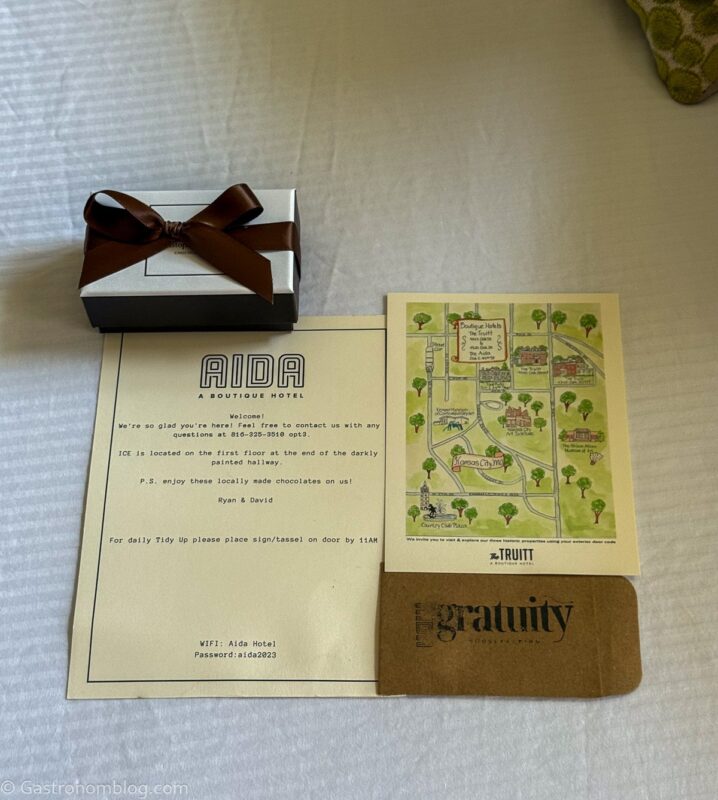 AIDA
A BOUTIQUE HOTEL
Welcome!
We're so glad you're here! Feel free to contact us with any
questions at 816-325-3510 opt3.
ICE is located on the first floor at the end of the darkly
painted hallway.
P.S. enjoy these locally made chocolates on us!
Ryan & David
For daily Tidy Up please place sign/tassel on door by 11AM
WIFI: Aida Hotel
Password:aida2023
Boutique Hotels
The Truitt
&
The Aida
The Truitt
Kansas City, MO
Country Club Plaza
We invite you to visit & explore our three historic properties using your exterior door code
The TRUITT
A BOUTIQUE HOTEL
gratuity
© Gastronomblog.com